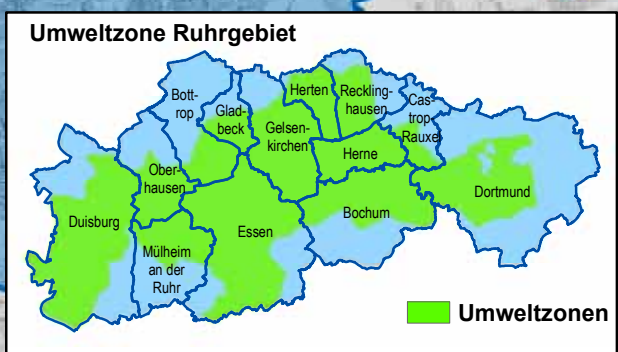 Umweltzone Ruhrgebiet
Bott-
rop
Glad-
beck
Herten
Reckling-
hausen
Cas-
trop-
Rauxel
Gelsen-
kirchen
Herne
Ober-
hausen
Dortmund
Duisburg
Essen
Bochum
Mülheim
an der
Ruhr
Umweltzonen